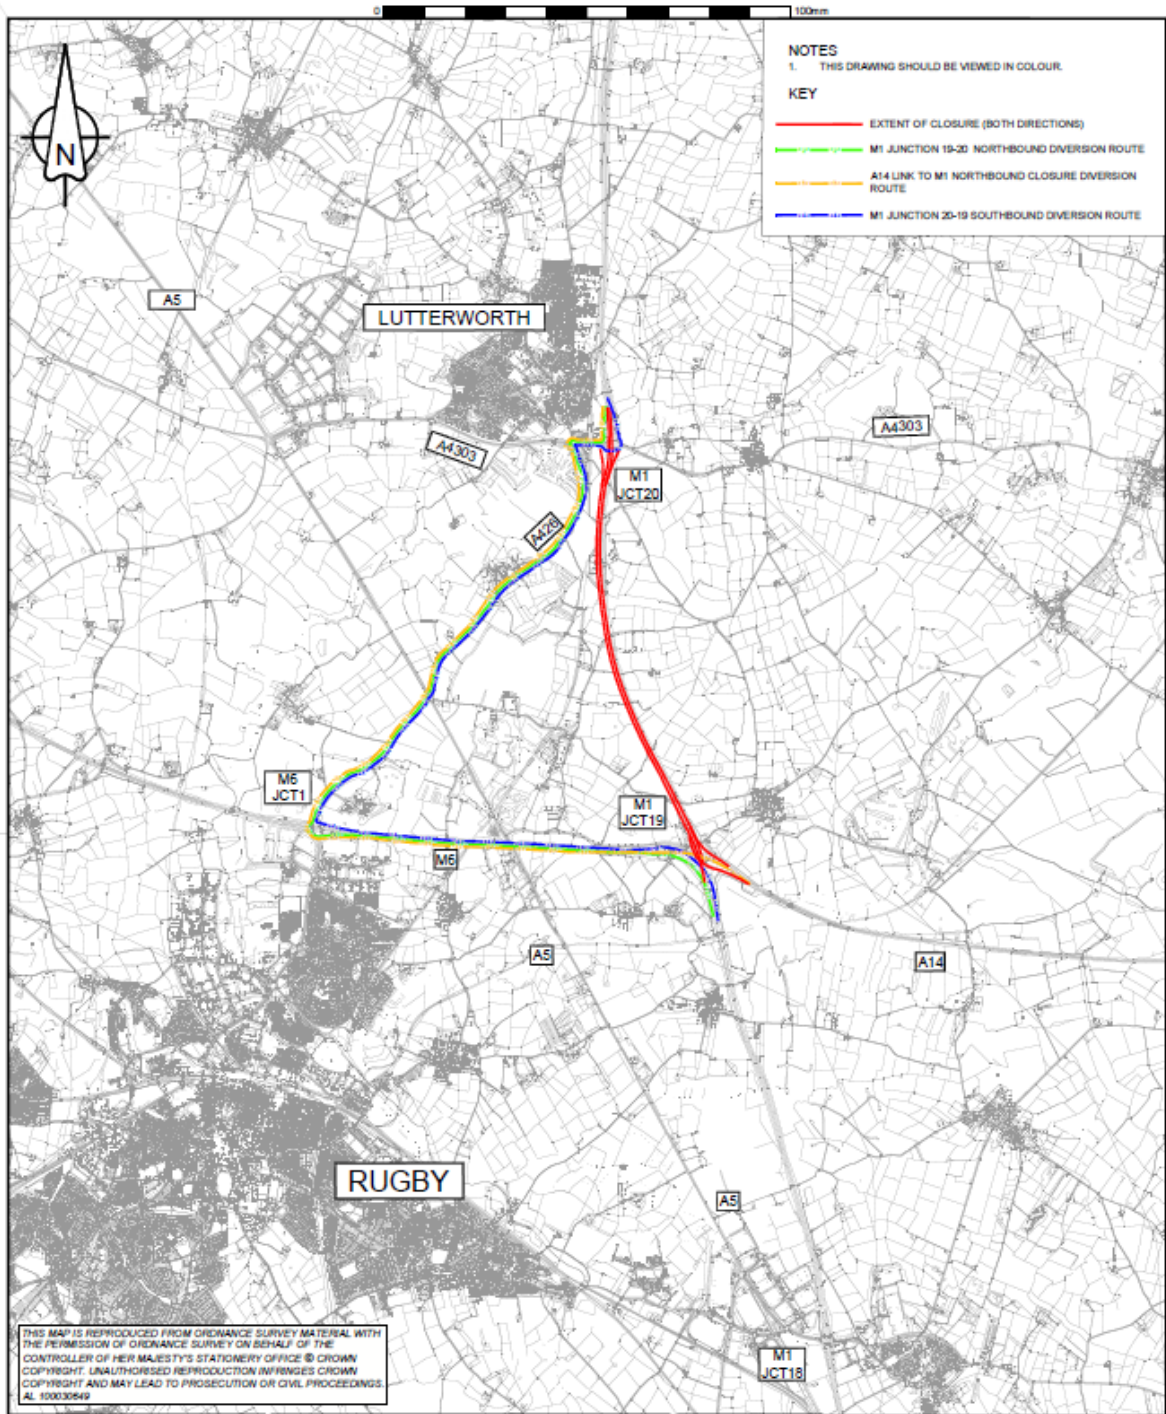 0 100mm
NOTES
1. THIS DRAWING SHOULD BE VIEWED IN COLOUR.
KEY
EXTENT OF CLOSURE (BOTH DIRECTIONS)
M1 JUNCTION 19-20 NORTHBOUND DIVERSION ROUTE
A14 LINK TO M1 NORTHBOUND CLOSURE DIVERSION
ROUTE
M1 JUNCTION 20-19 SOUTHBOUND DIVERSION ROUTE
N
A5
LUTTERWORTH
A4303
A4303
M1
JCT20
A426
M6
JCT1
M1
JCT19
M6
A5
A14
RUGBY
A5
M1
JCT18
THIS MAP IS REPRODUCED FROM ORDNANCE SURVEY MATERIAL WITH
THE PERMISSION OF ORDNANCE SURVEY ON BEHALF OF THE
CONTROLLER OF HER MAJESTY'S STATIONERY OFFICE © CROWN
COPYRIGHT. UNAUTHORISED REPRODUCTION INFRINGES CROWN
COPYRIGHT AND MAY LEAD TO PROSECUTION OR CIVIL PROCEEDINGS.
AL 100030649